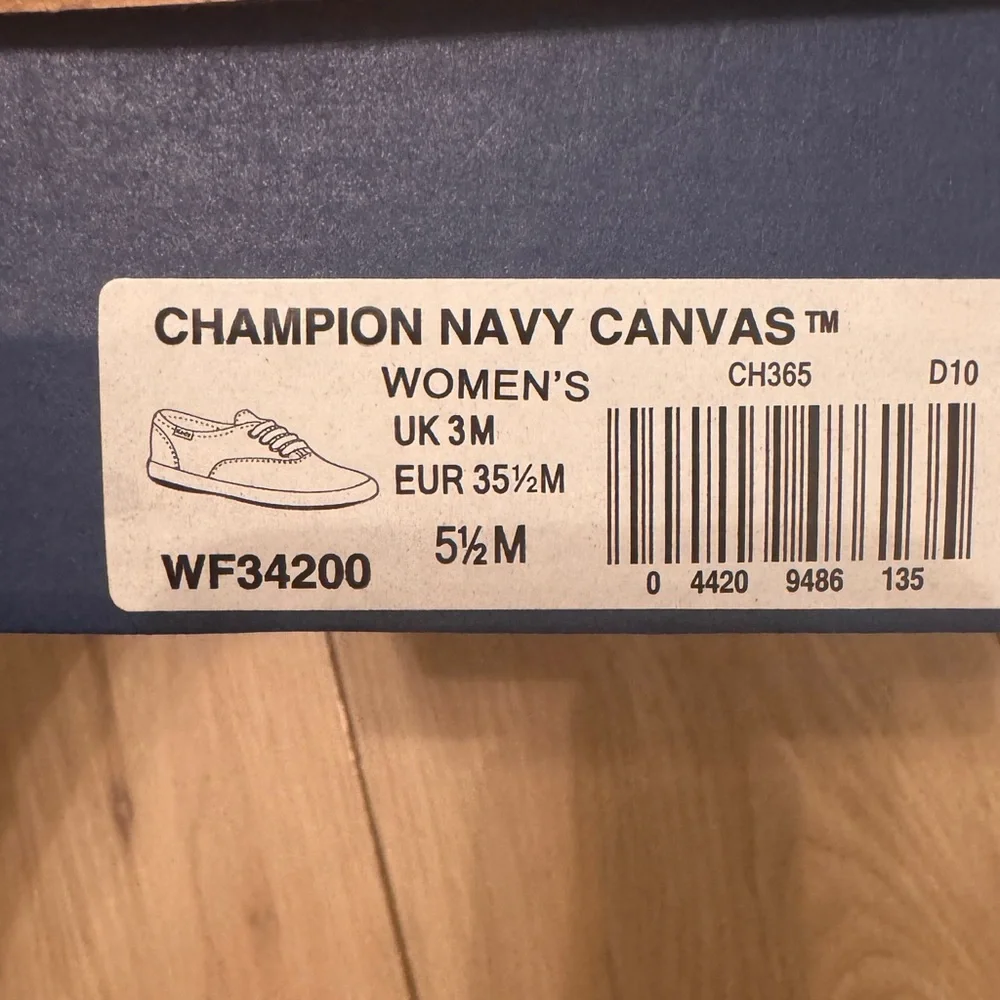 CHAMPION NAVY CANVAS™
WOMEN'S
CH365 D10
UK 3M
EUR 35½M
5½M
WF34200
0 4420 9486 135